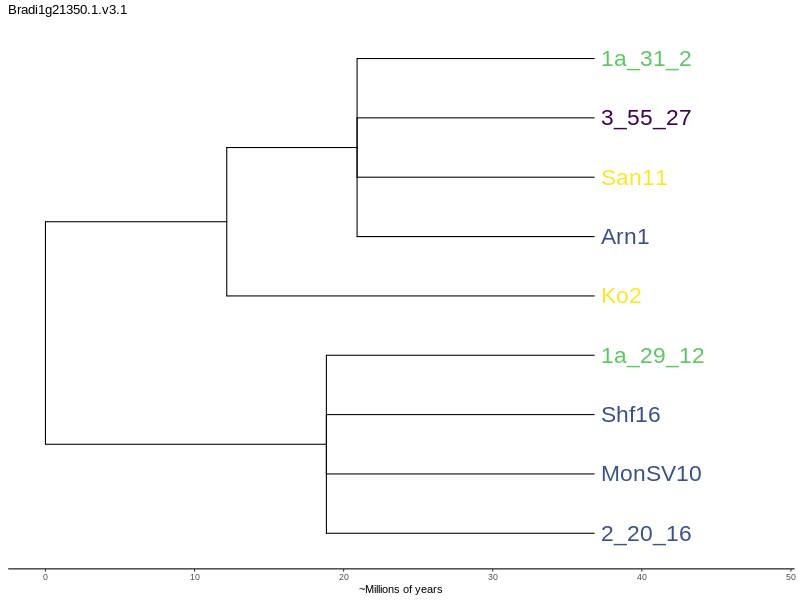 Bradi1g21350.1.v3.1
1a_31_2
3_55_27
San11
Arn1
Ko2
1a_29_12
Shf16
MonSV10
2_20_16
0 10 20 30 40 50
~Millions of years